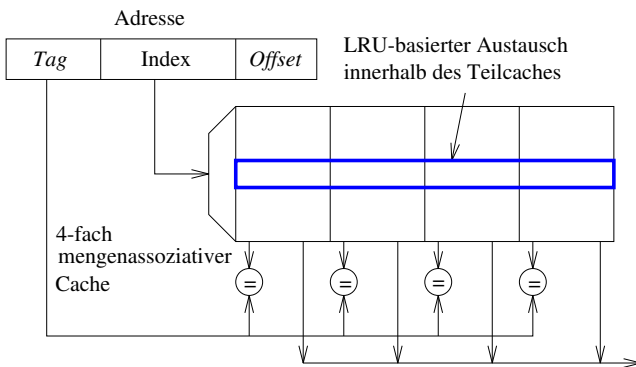 Adresse
Tag Index Offset
LRU-basierter Austausch
innerhalb des Teilcaches
4-fach
mengenassoziativer
Cache
= = = =